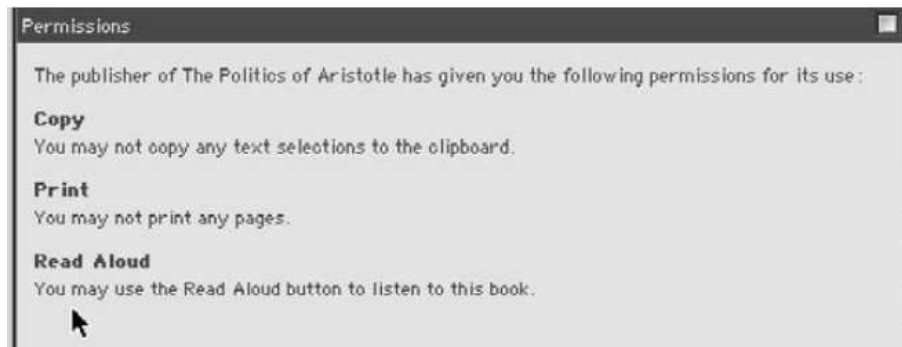 Permissions
The publisher of The Politics of Aristotle has given you the following permissions for its use:
Copy
You may not copy any text selections to the clipboard.
Print
You may not print any pages.
Read Aloud
You may use the Read Aloud button to listen to this book.